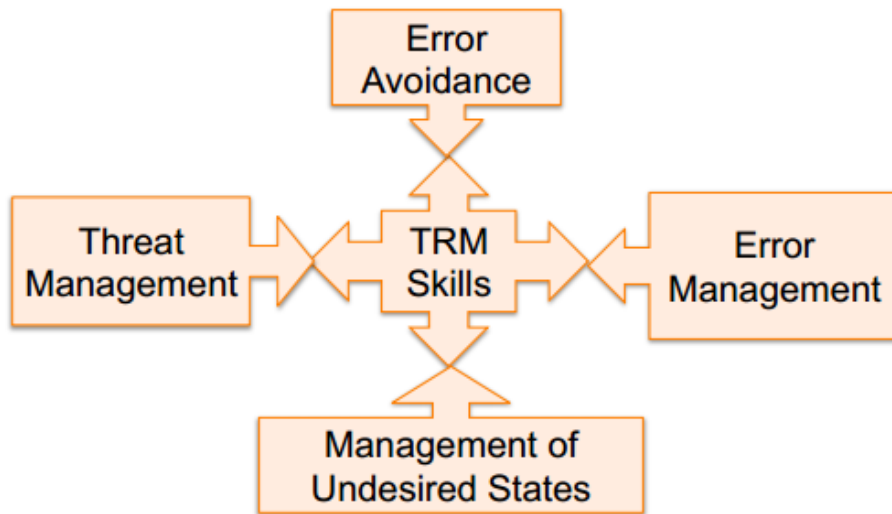 Error
Avoidance
Threat
Management
TRM
Skills
Error
Management
Management of
Undesired States